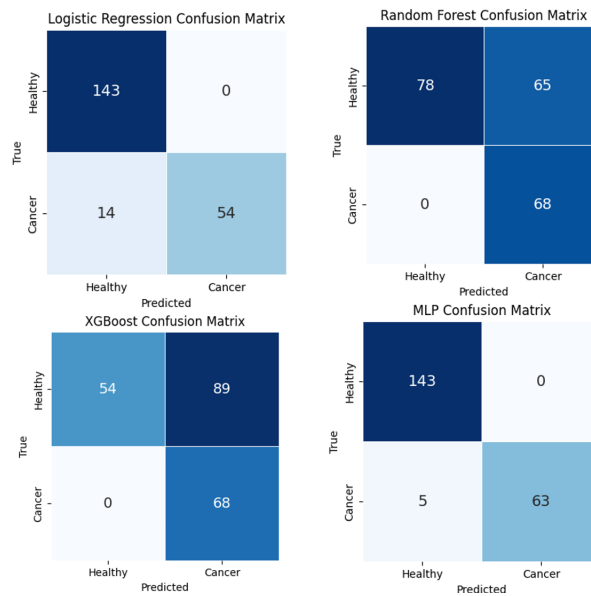 Logistic Regression Confusion Matrix
Healthy
143
0
True
Cancer
14
54
Healthy
Cancer
Predicted
Random Forest Confusion Matrix
Healthy
78
65
True
Cancer
0
68
Healthy
Cancer
Predicted
XGBoost Confusion Matrix
Healthy
54
89
True
Cancer
0
68
Healthy
Cancer
Predicted
MLP Confusion Matrix
Healthy
143
0
True
Cancer
5
63
Healthy
Cancer
Predicted